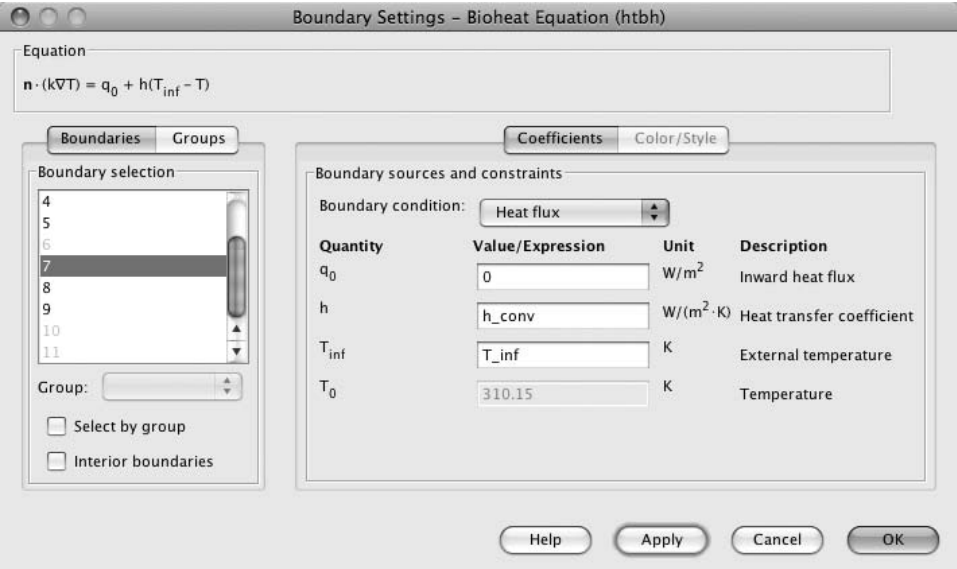 Boundary Settings – Bioheat Equation (htbh)
Equation
n·(k∇T) = q0 + h(Tinf – T)
Boundaries Groups
Boundary selection
4
5
6
7
8
9
10
11
Group:
Select by group
Interior boundaries
Coefficients Color/Style
Boundary sources and constraints
Boundary condition: Heat flux
Quantity Value/Expression Unit Description
q0 0 W/m2 Inward heat flux
h h_conv W/(m2·K) Heat transfer coefficient
Tinf T_inf K External temperature
T0 310.15 K Temperature
Help Apply Cancel OK